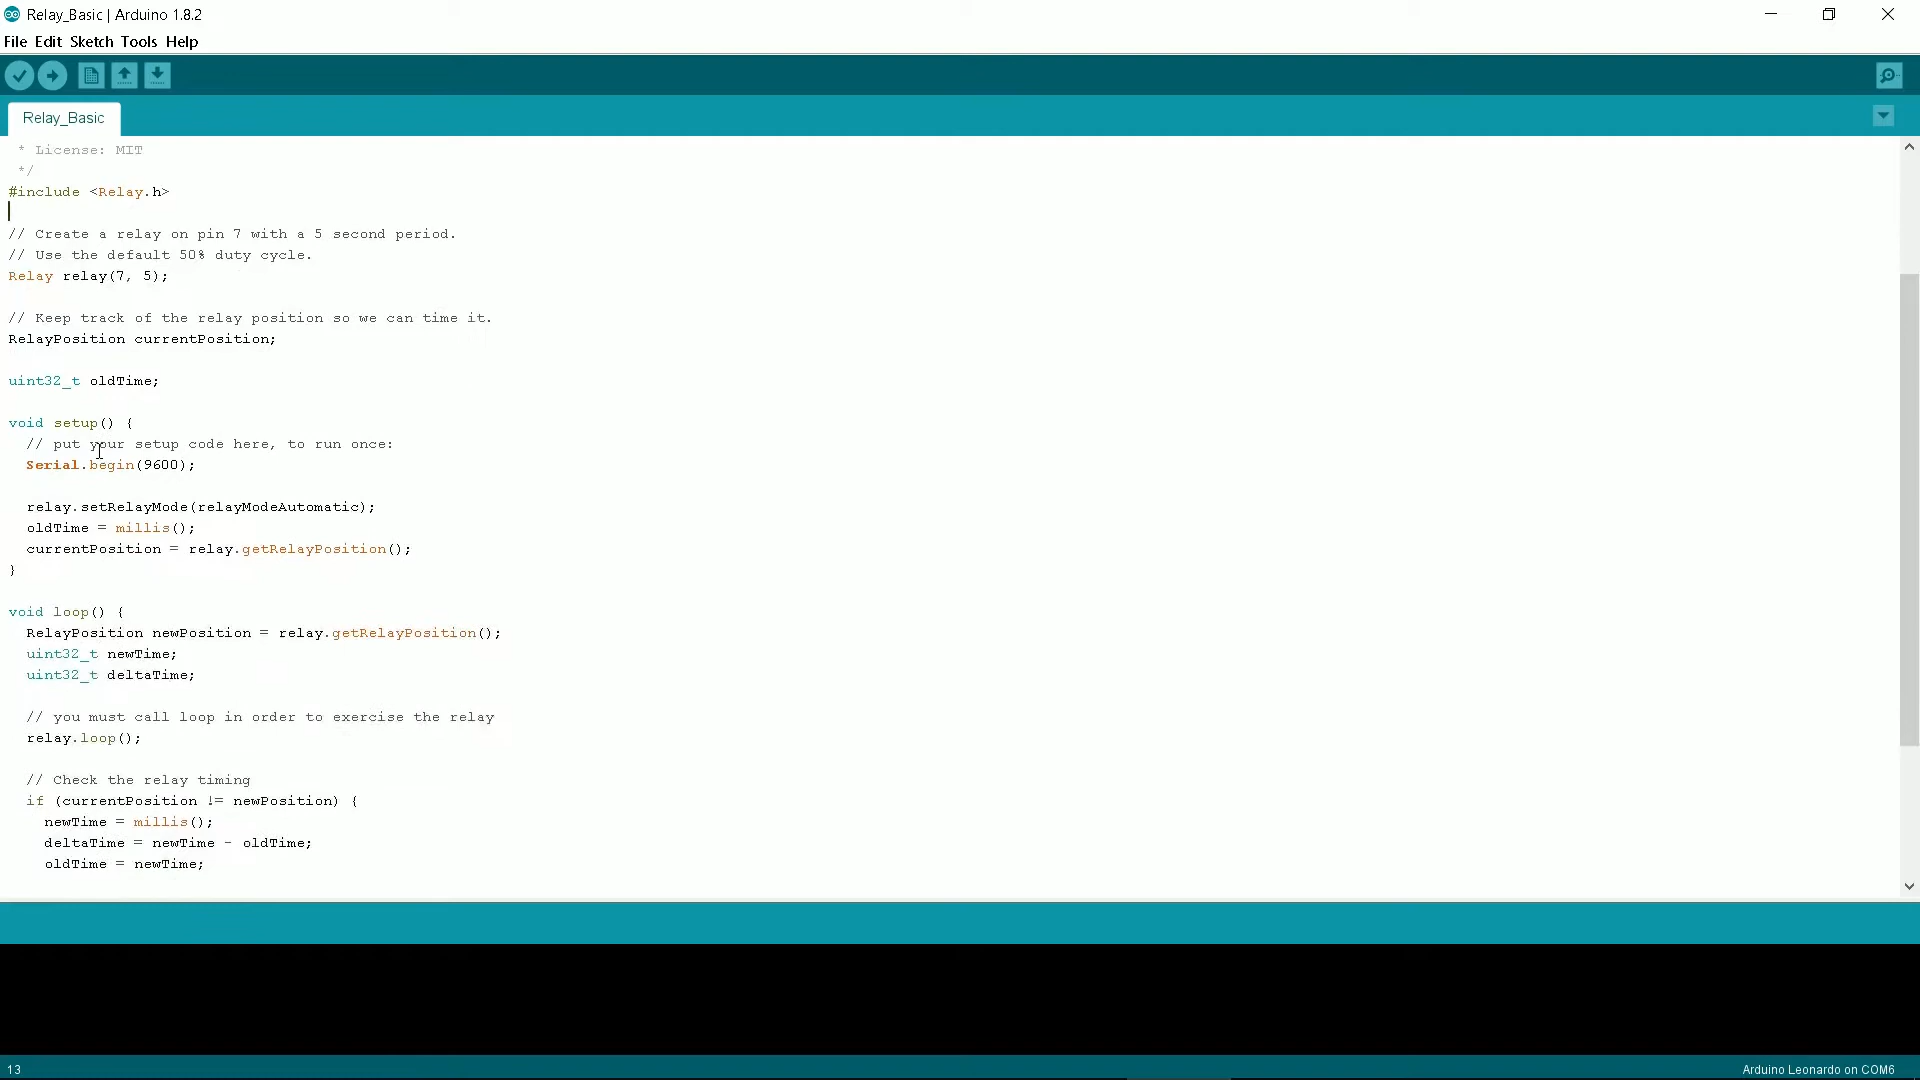 Relay_Basic | Arduino 1.8.2
File Edit Sketch Tools Help
Relay_Basic
* License: MIT
*/
#include <Relay.h>
// Create a relay on pin 7 with a 5 second period.
// Use the default 50% duty cycle.
Relay relay(7, 5);
// Keep track of the relay position so we can time it.
RelayPosition currentPosition;
uint32_t oldTime;
void setup() {
// put your setup code here, to run once:
Serial.begin(9600);
relay.setRelayMode(relayModeAutomatic);
oldTime = millis();
currentPosition = relay.getRelayPosition();
}
void loop() {
RelayPosition newPosition = relay.getRelayPosition();
uint32_t newTime;
uint32_t deltaTime;
// you must call loop in order to exercise the relay
relay.loop();
// Check the relay timing
if (currentPosition != newPosition) {
newTime = millis();
deltaTime = newTime - oldTime;
oldTime = newTime;
13
Arduino Leonardo on COM6